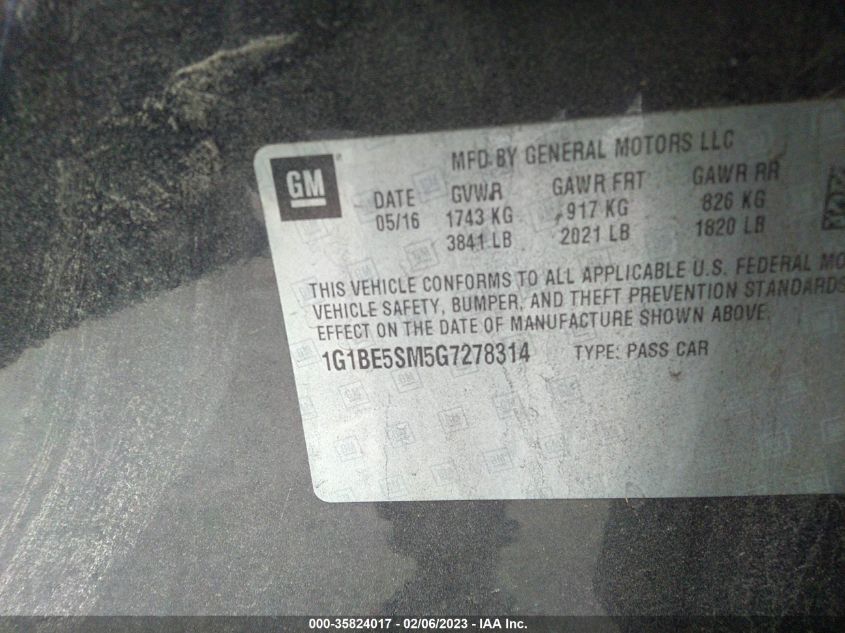 GM
MFD BY GENERAL MOTORS LLC
DATE GVWR GAWR FRT GAWR RR
05/16 1743 KG 917 KG 826 KG
3841 LB 2021 LB 1820 LB
THIS VEHICLE CONFORMS TO ALL APPLICABLE U.S. FEDERAL MO
VEHICLE SAFETY, BUMPER, AND THEFT PREVENTION STANDARDS
EFFECT ON THE DATE OF MANUFACTURE SHOWN ABOVE.
1G1BE5SM5G7278314 TYPE: PASS CAR
000-35824017 - 02/06/2023 - IAA Inc.